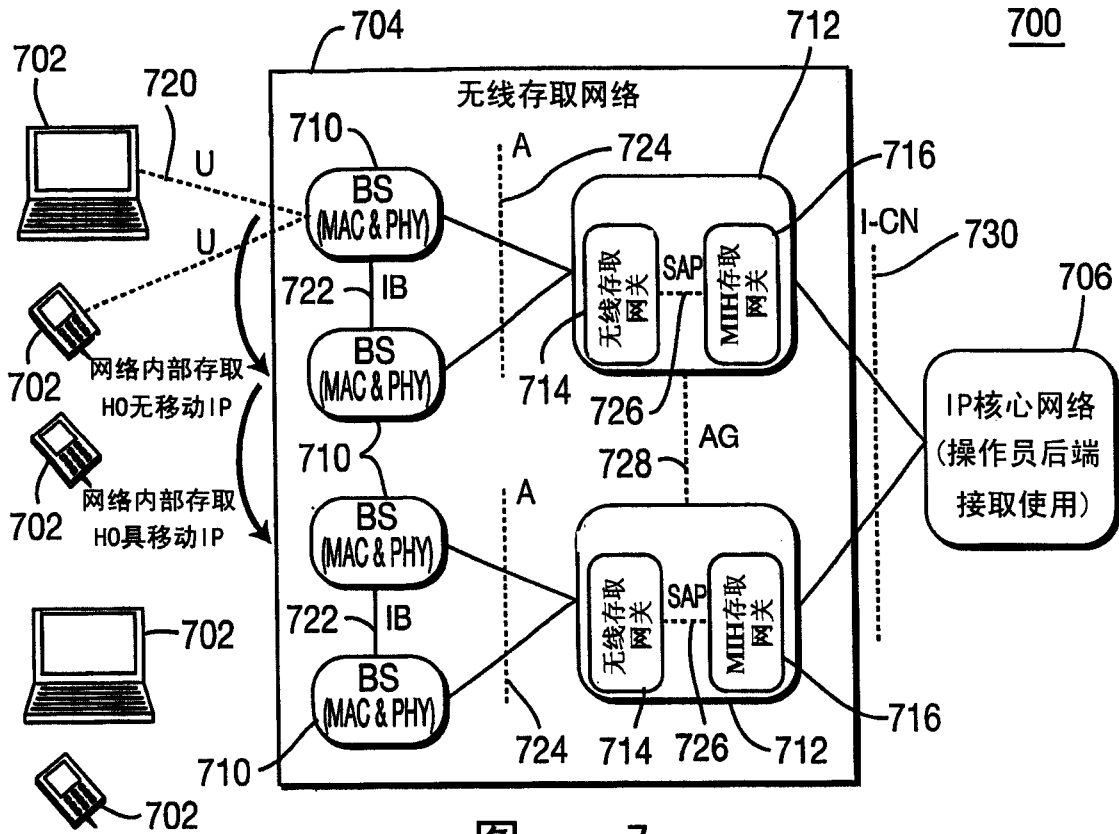 700
704
712
702
720
无线存取网络
710
A
724
716
I-CN
730
U
BS
(MAC & PHY)
U
722
IB
无线存取
网关
SAP
MIH存取
网关
706
BS
(MAC & PHY)
714
726
702
网络内部存取
HO无移动IP
IP核心网络
(操作员后端
接取使用)
710
AG
728
702
网络内部存取
HO具移动IP
BS
(MAC & PHY)
A
无线存取
网关
SAP
MIH存取
网关
722
IB
702
BS
(MAC & PHY)
716
710
724
714
726
712
702
图 7